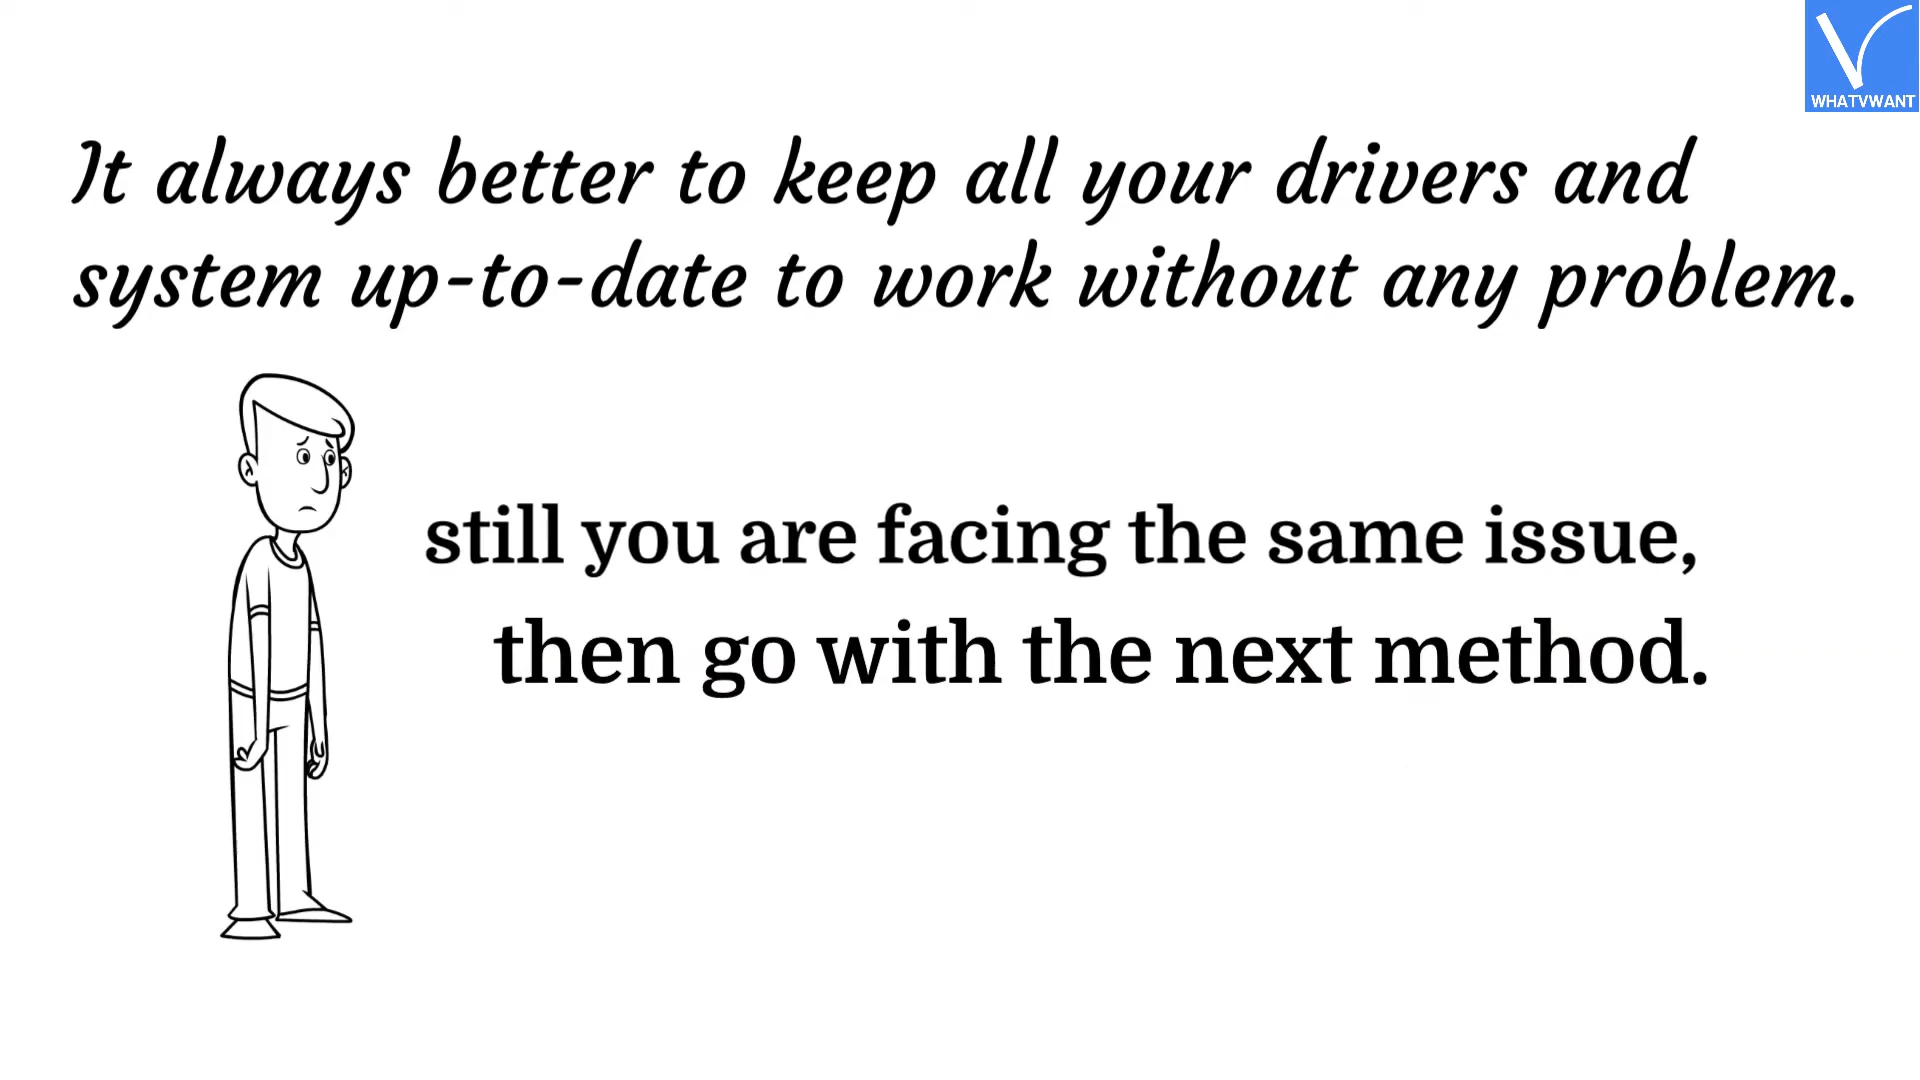 WHATVWANT
It always better to keep all your drivers and
system up-to-date to work without any problem.
still you are facing the same issue,
then go with the next method.